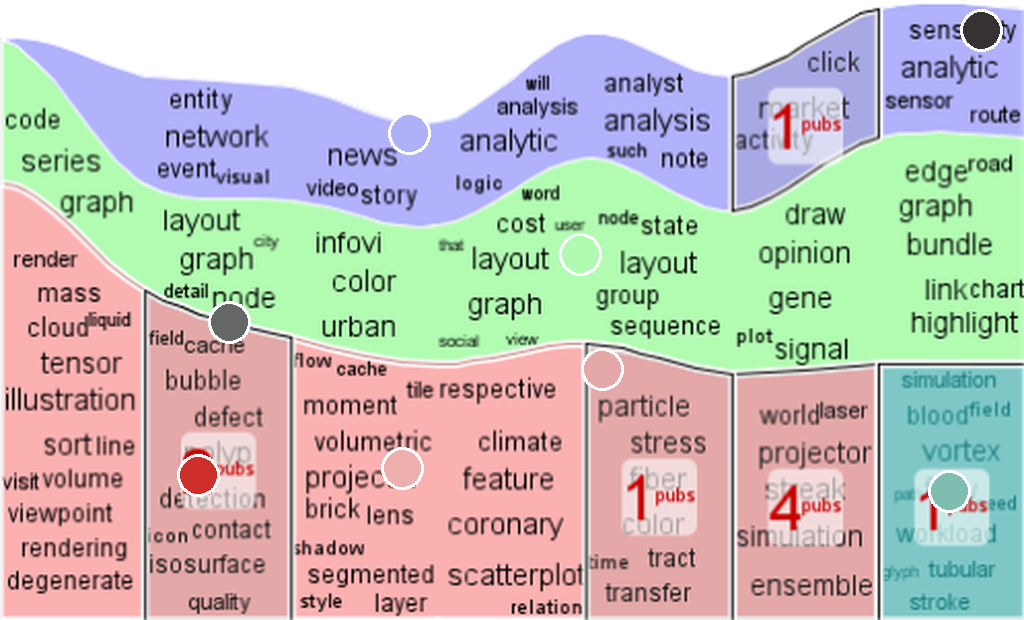 code
series
graph
render
mass
cloud liquid
tensor
illustration
sort line
visit volume
viewpoint
rendering
degenerate
entity
network
event visual
layout
city
graph
detail node
field cache
bubble
defect
polyp
pubs
detection
icon contact
isosurface
quality
news
video story
infovi
color
urban
flow cache
moment
volumetric
brick lens
shadow
segmented
style layer
will
analysis
analytic
logic
word
cost user
that layout
graph
social view
tile respective
climate
feature
coronary
scatterplot
relation
analyst
analysis
such note
node state
layout
group
sequence
particle
stress
fiber
1 pubs
color
time tract
transfer
click
market
1 pubs
activity
draw
opinion
gene
plot signal
world laser
projector
streak
4 pubs
simulation
ensemble
analytic
sensor
route
edge road
graph
bundle
link chart
highlight
simulation
blood field
vortex
1 pubs
workload
glyph tubular
stroke